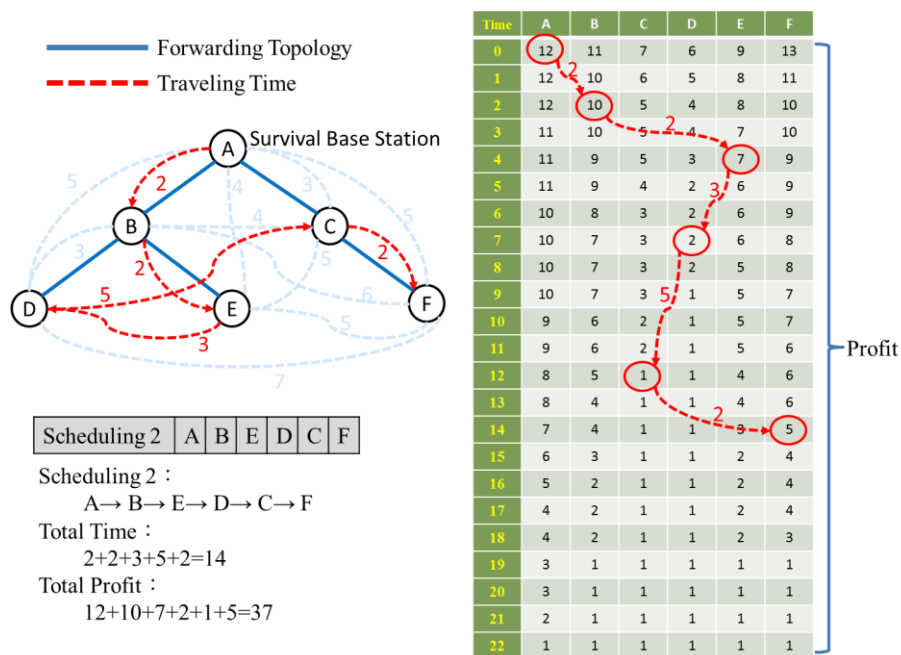 Forwarding Topology
Traveling Time
Survival Base Station
A
2
5
4
3
5
B
C
4
3
2
5
2
5
6
D
E
F
3
5
7
Scheduling 2 A B E D C F
Scheduling 2：
A→ B→ E→ D→ C→ F
Total Time：
2+2+3+5+2=14
Total Profit：
12+10+7+2+1+5=37
Time A B C D E F
0 12 11 7 6 9 13
1 12 10 6 5 8 11
2 12 10 5 4 8 10
3 11 10 5 4 7 10
4 11 9 5 3 7 9
5 11 9 4 2 6 9
6 10 8 3 2 6 9
7 10 7 3 2 6 8
8 10 7 3 2 5 8
9 10 7 3 1 5 7
10 9 6 2 1 5 7
11 9 6 2 1 5 6
12 8 5 1 1 4 6
13 8 4 1 1 4 6
14 7 4 1 1 3 5
15 6 3 1 1 2 4
16 5 2 1 1 2 4
17 4 2 1 1 2 4
18 4 2 1 1 2 3
19 3 1 1 1 1 1
20 3 1 1 1 1 1
21 2 1 1 1 1 1
22 1 1 1 1 1 1
2
2
3
5
2
Profit